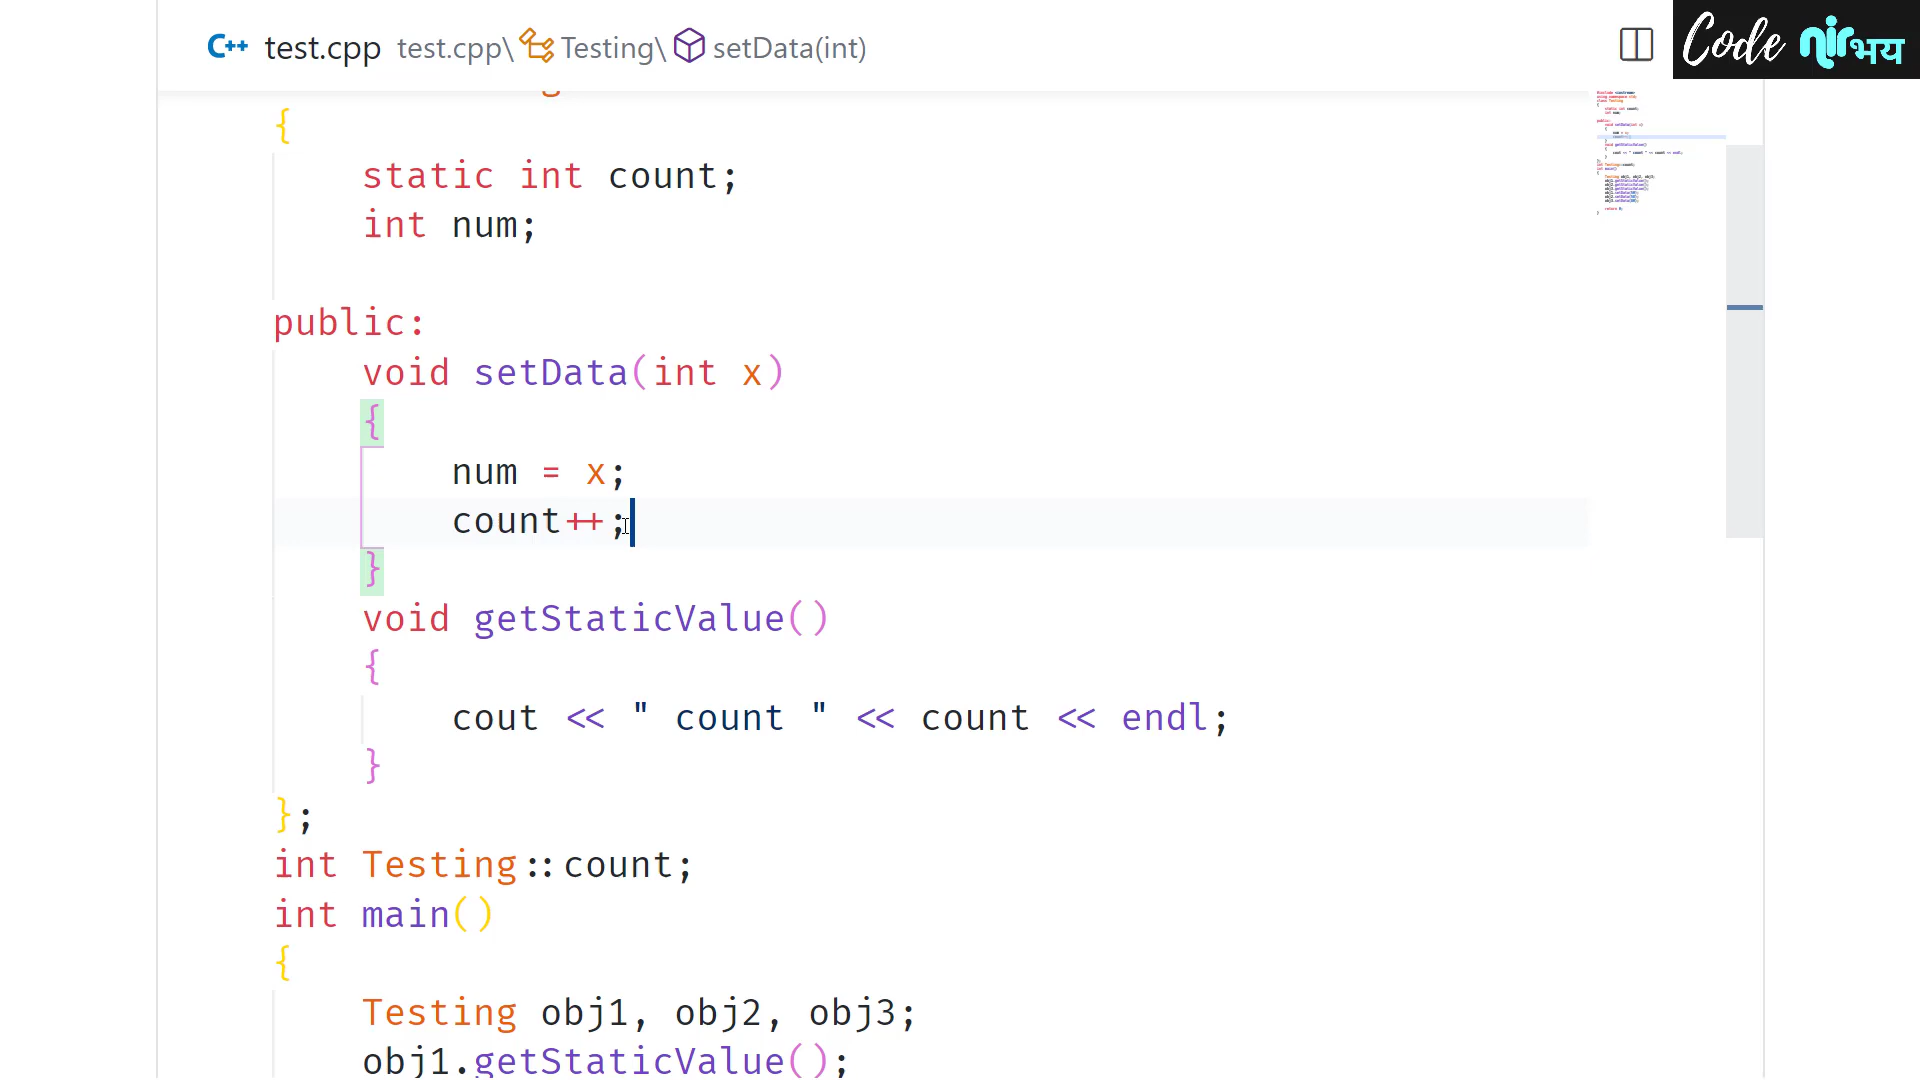 C++ test.cpp test.cpp\ Testing\ setData(int)
Code nirभय
{
static int count;
int num;
public:
void setData(int x)
{
num = x;
count++;
}
void getStaticValue()
{
cout << " count " << count << endl;
}
};
int Testing::count;
int main()
{
Testing obj1, obj2, obj3;
obj1.getStaticValue();